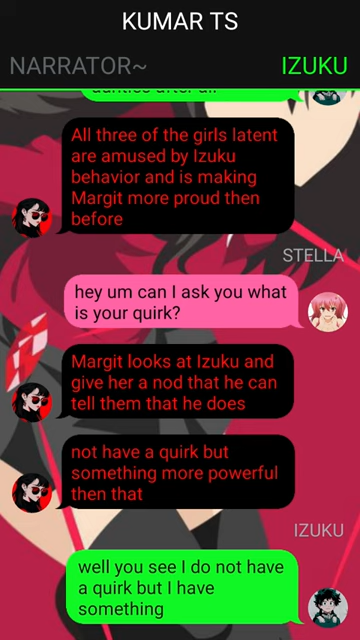 KUMAR TS
NARRATOR~
IZUKU
All three of the girls latent
are amused by Izuku
behavior and is making
Margit more proud then
before
STELLA
hey um can I ask you what
is your quirk?
Margit looks at Izuku and
give her a nod that he can
tell them that he does
not have a quirk but
something more powerful
then that
IZUKU
well you see I do not have
a quirk but I have
something